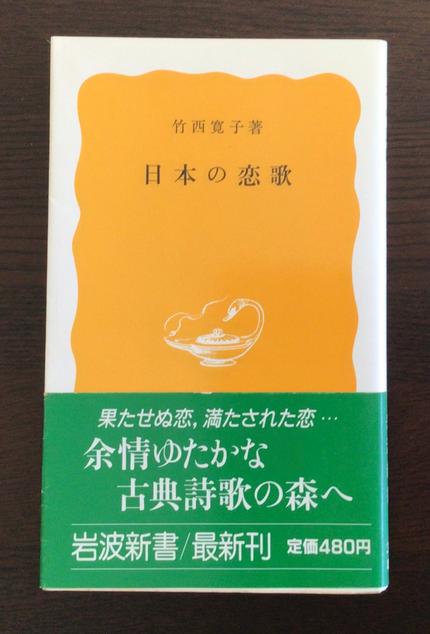 竹西寛子著
日本の恋歌
果たせぬ恋,満たされた恋…
余情ゆたかな
古典詩歌の森へ
岩波新書/最新刊 定価480円